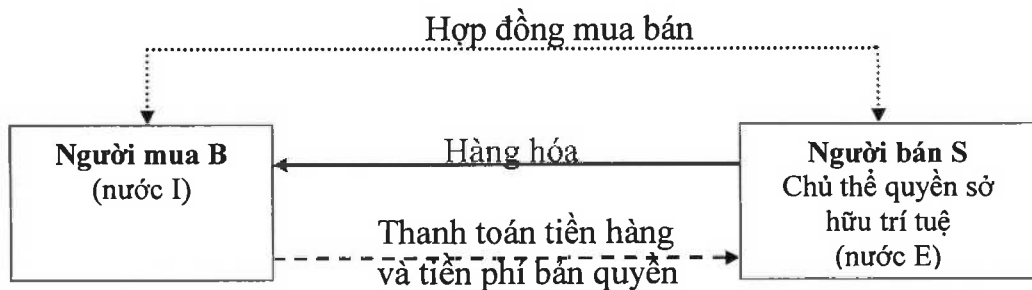 Hợp đồng mua bán
Người mua B
(nước I)
Hàng hóa
Thanh toán tiền hàng
và tiền phí bản quyền
Người bán S
Chủ thể quyền sở
hữu trí tuệ
(nước E)